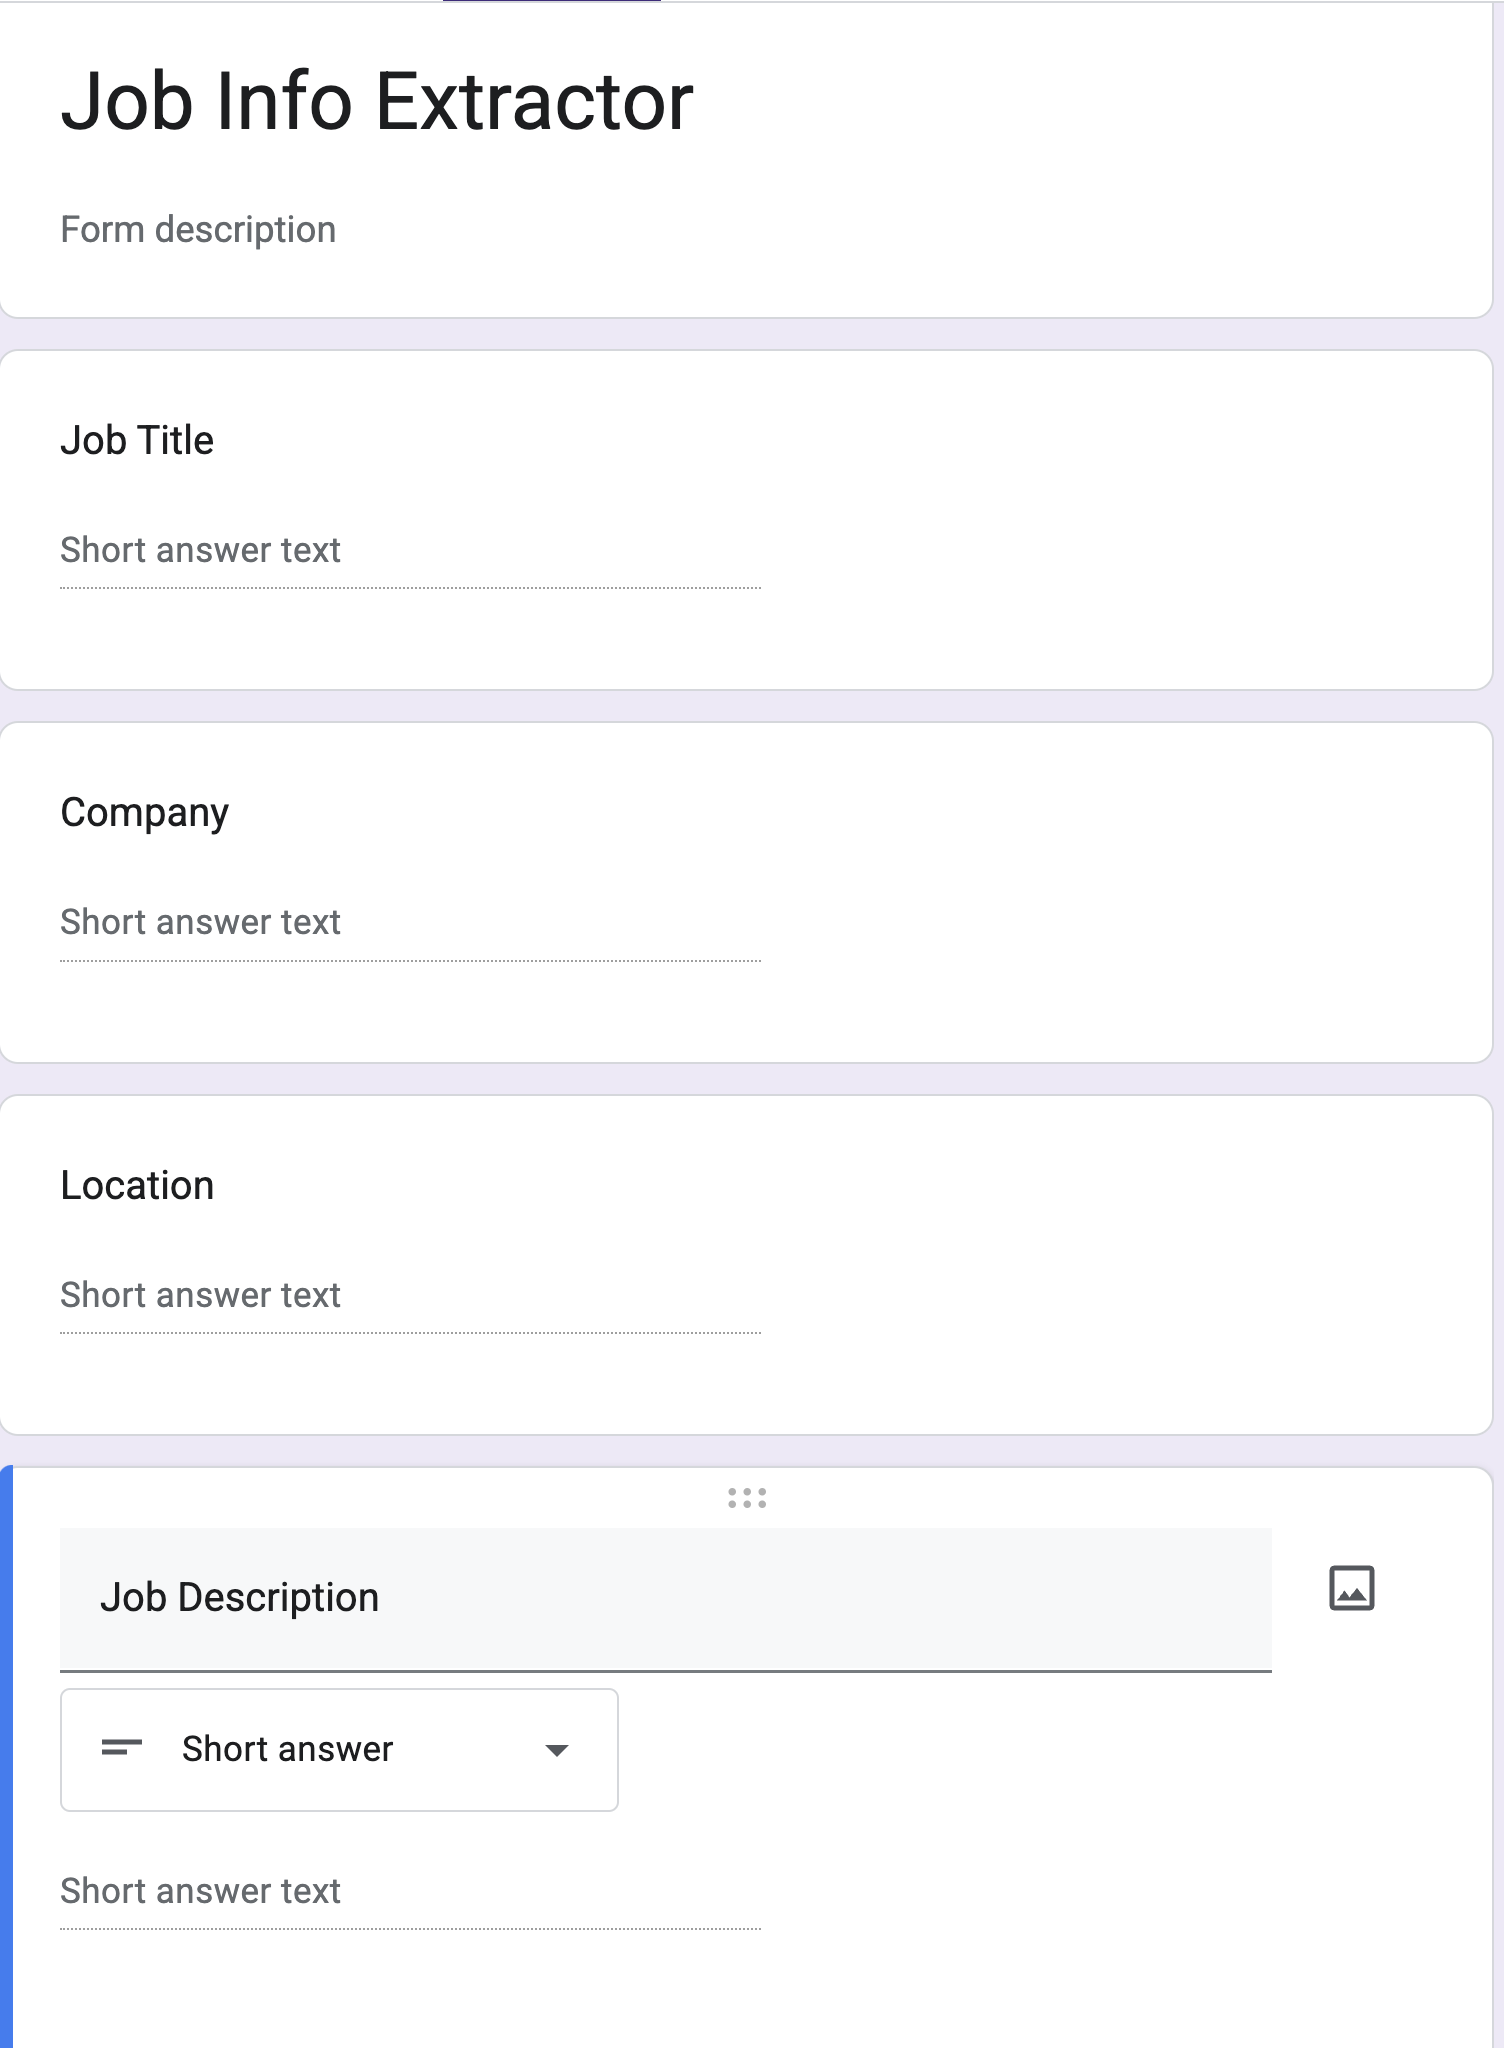 Job Info Extractor
Form description
Job Title
Short answer text
Company
Short answer text
Location
Short answer text
Job Description
Short answer
Short answer text